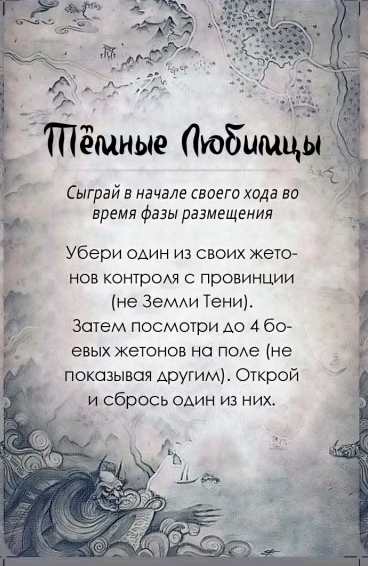 Тёмные Любимцы
Сыграй в начале своего хода во
время фазы размещения
Убери один из своих жето-
нов контроля с провинции
(не Земли Тени).
Затем посмотри до 4 бо-
евых жетонов на поле (не
показывая другим). Открой
и сбрось один из них.